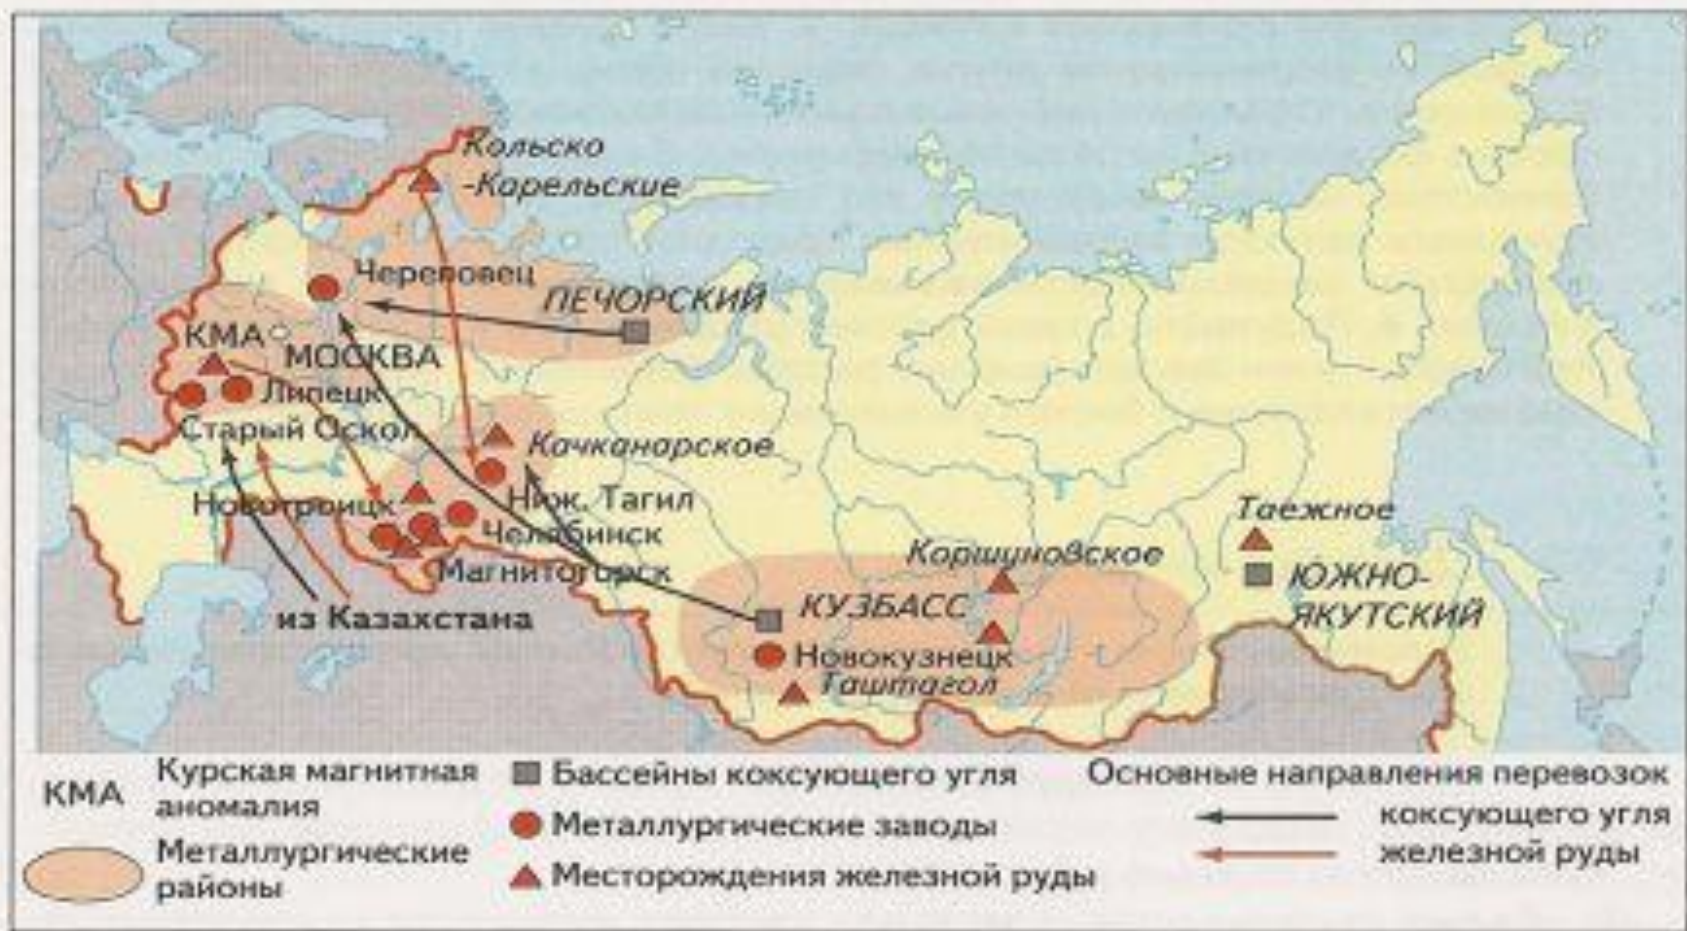 Кольско
-Карельские
Череповец
ПЕЧОРСКИЙ
КМА
МОСКВА
Липецк
Старый Оскол
Качканарское
Новотроицк
Ниж. Тагил
Челябинск
Магнитогорск
из Казахстана
Таежное
Коршуновское
ЮЖНО-
ЯКУТСКИЙ
КУЗБАСС
Новокузнецк
Таштагол
КМА
Курская магнитная
аномалия
Металлургические
районы
Бассейны коксующего угля
Металлургические заводы
Месторождения железной руды
Основные направления перевозок
коксующего угля
железной руды